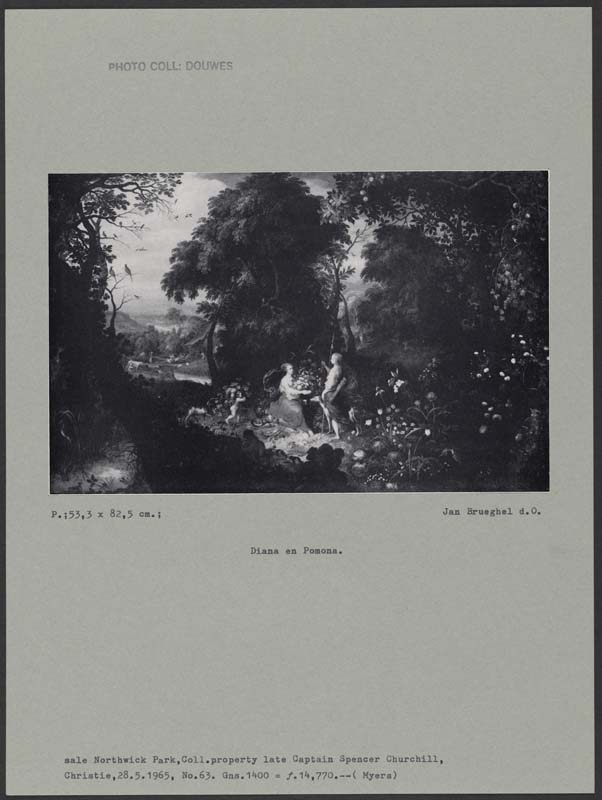 PHOTO COLL: DOUWES
P.;53,3 x 82,5 cm.;
Jan Brueghel d.O.
Diana en Pomona.
sale Northwick Park,Coll.property late Captain Spencer Churchill,
Christie,28.5.1965, No.63. Gns.1400 = ƒ.14,770.--( Myers)